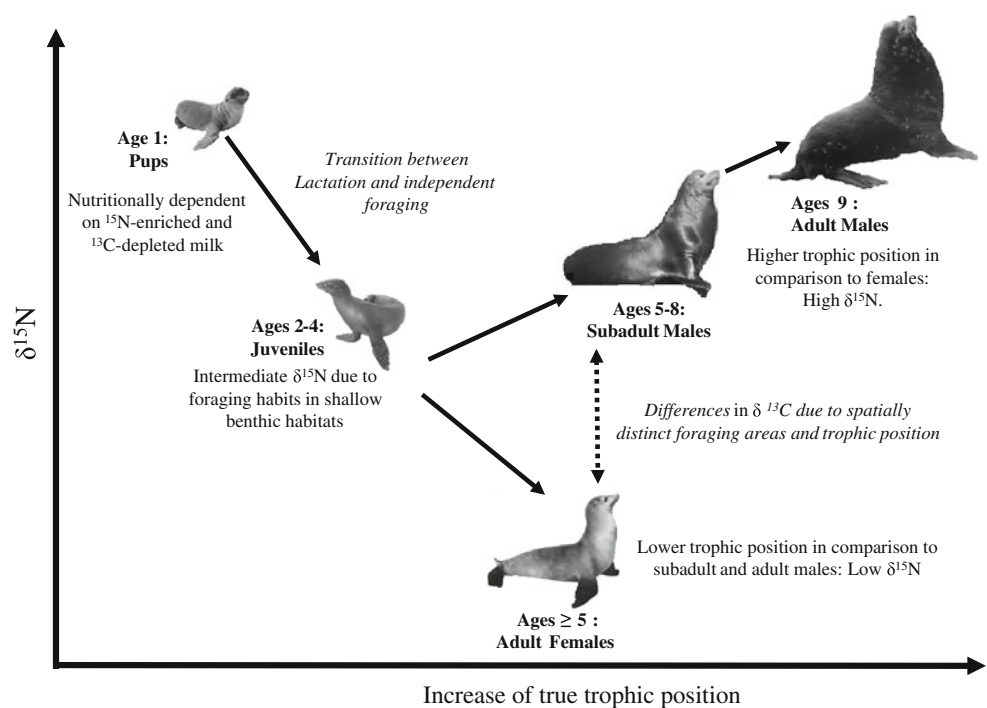 δ¹⁵N
Age 1:
Pups
Nutritionally dependent
on ¹⁵N-enriched and
¹³C-depleted milk
Transition between
Lactation and independent
foraging
Ages 2-4:
Juveniles
Intermediate δ¹⁵N due to
foraging habits in shallow
benthic habitats
Ages 5-8:
Subadult Males
Ages 9 :
Adult Males
Higher trophic position in
comparison to females:
High δ¹⁵N.
Differences in δ ¹³C due to spatially
distinct foraging areas and trophic position
Lower trophic position in comparison to
subadult and adult males: Low δ¹⁵N
Ages ≥ 5 :
Adult Females
Increase of true trophic position